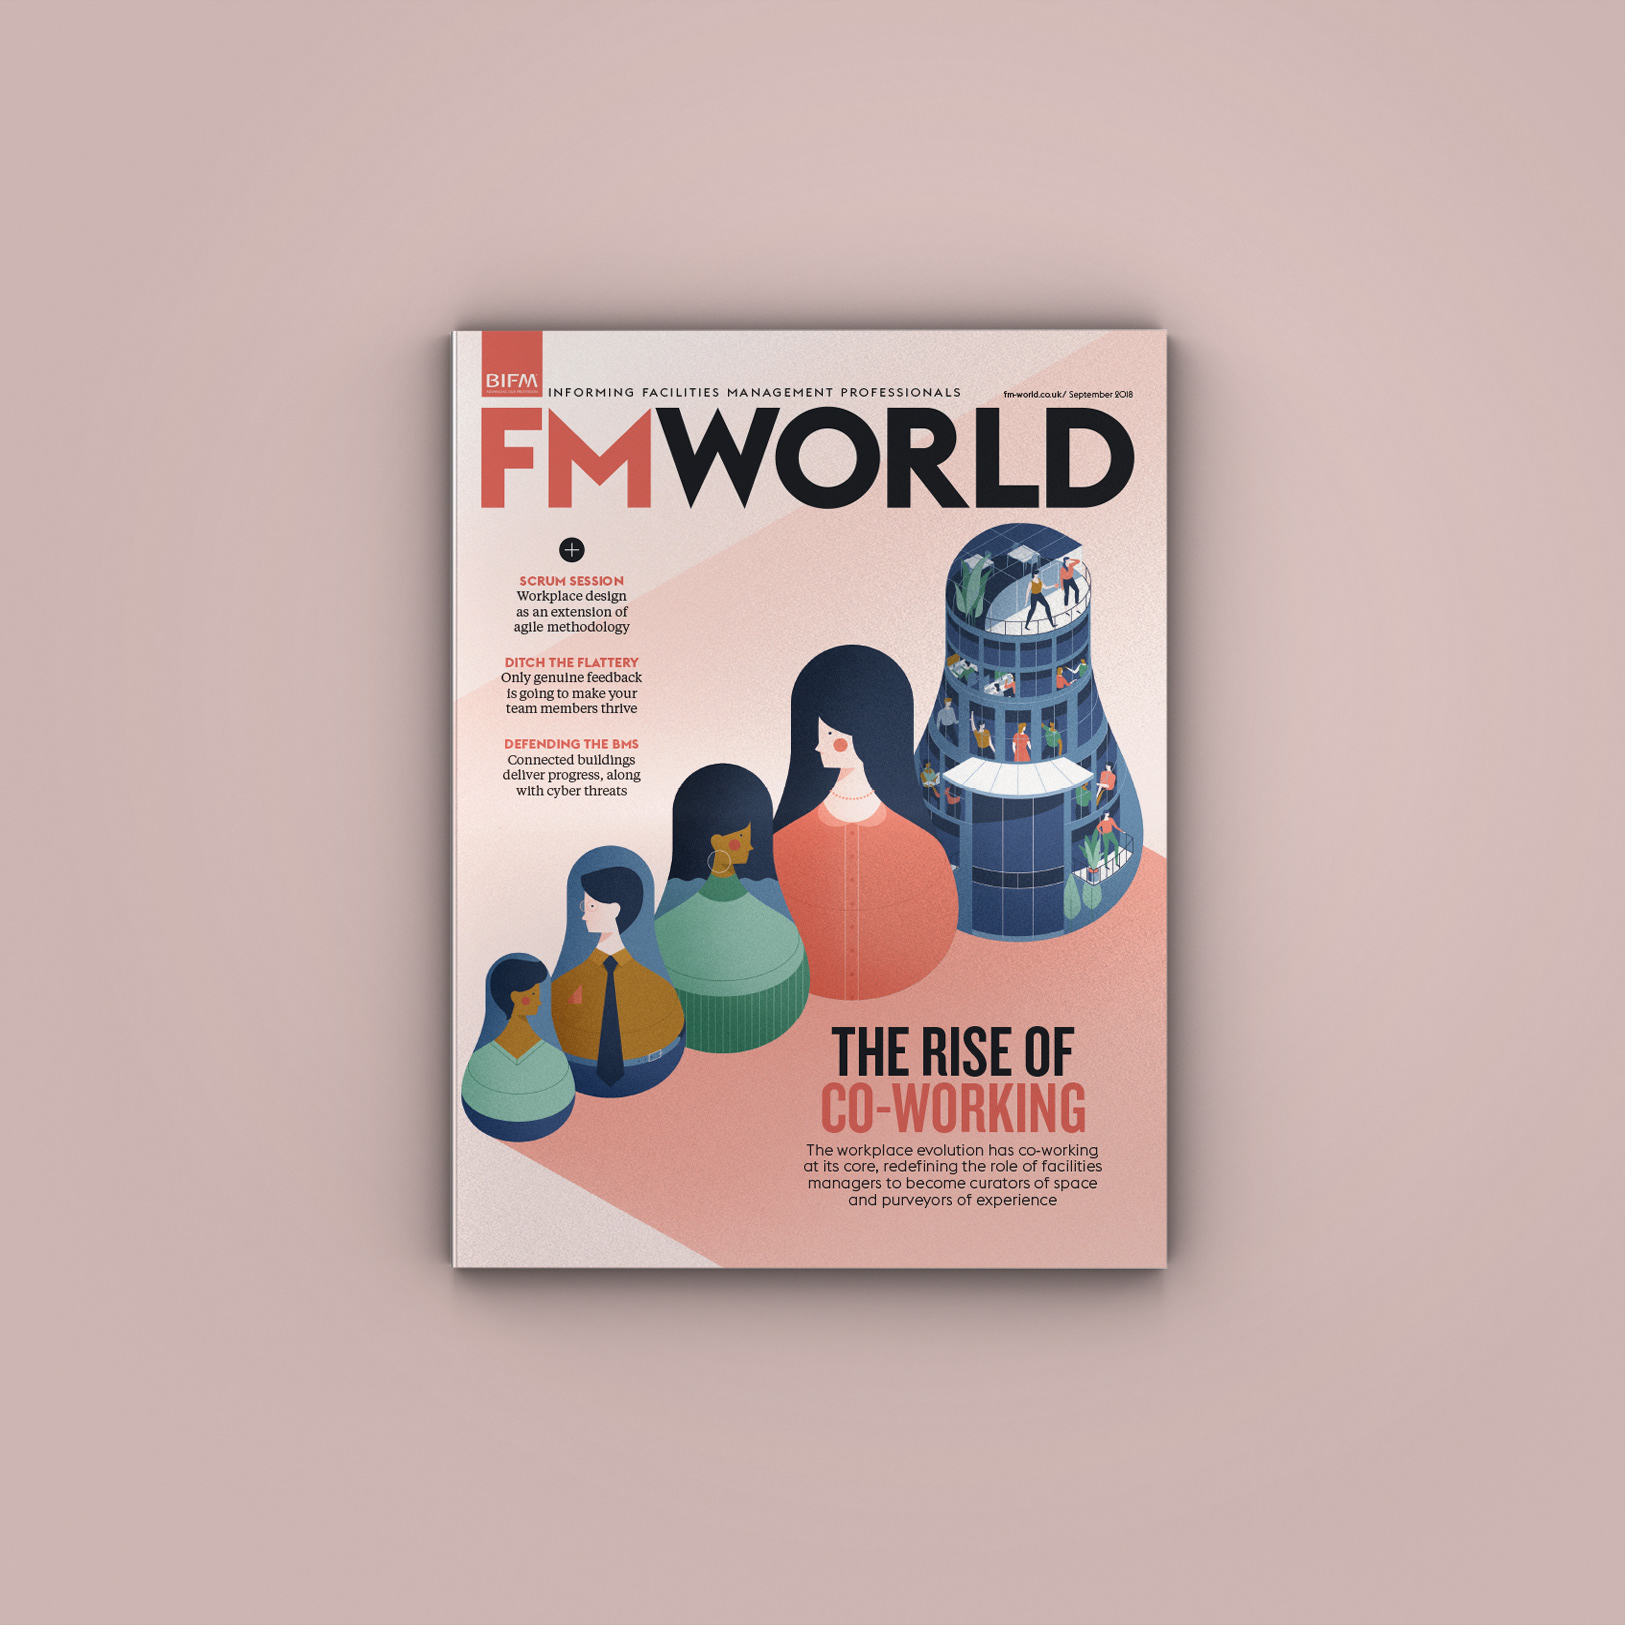 BIFM
INFORMING FACILITIES MANAGEMENT PROFESSIONALS
fm-world.co.uk/ September 2018
FMWORLD
SCRUM SESSION
Workplace design
as an extension of
agile methodology
DITCH THE FLATTERY
Only genuine feedback
is going to make your
team members thrive
DEFENDING THE BMS
Connected buildings
deliver progress, along
with cyber threats
THE RISE OF
CO-WORKING
The workplace evolution has co-working
at its core, redefining the role of facilities
managers to become curators of space
and purveyors of experience